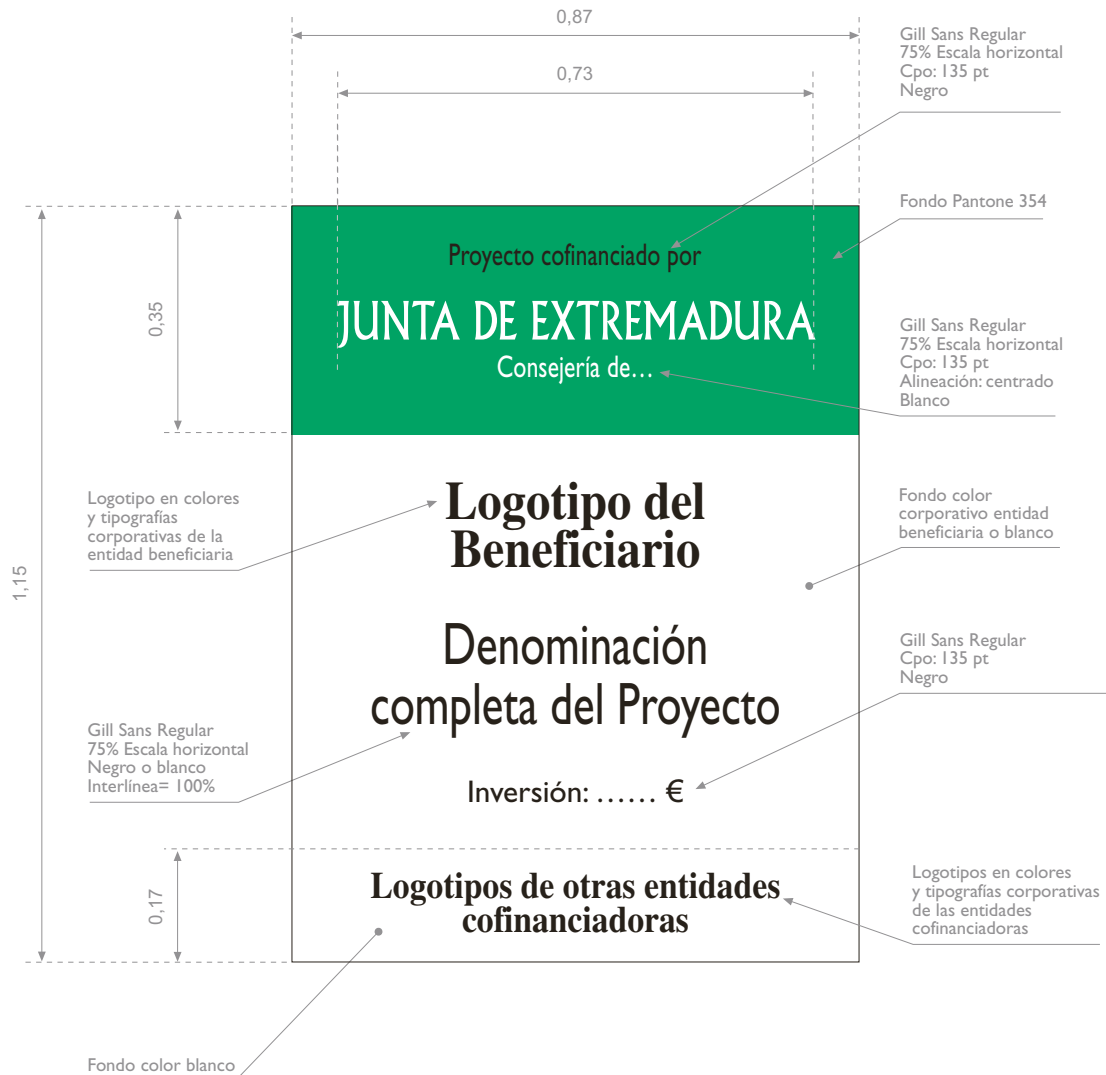 0,87
0,73
Gill Sans Regular
75% Escala horizontal
Cpo: 135 pt
Negro
Fondo Pantone 354
Proyecto cofinanciado por
JUNTA DE EXTREMADURA
Consejería de…
0,35
Gill Sans Regular
75% Escala horizontal
Cpo: 135 pt
Alineación: centrado
Blanco
Logotipo en colores
y tipografías
corporativas de la
entidad beneficiaria
Logotipo del
Beneficiario
Fondo color
corporativo entidad
beneficiaria o blanco
1,15
Denominación
completa del Proyecto
Gill Sans Regular
Cpo: 135 pt
Negro
Gill Sans Regular
75% Escala horizontal
Negro o blanco
Interlínea= 100%
Inversión: …… €
0,17
Logotipos de otras entidades
cofinanciadoras
Logotipos en colores
y tipografías corporativas
de las entidades
cofinanciadoras
Fondo color blanco